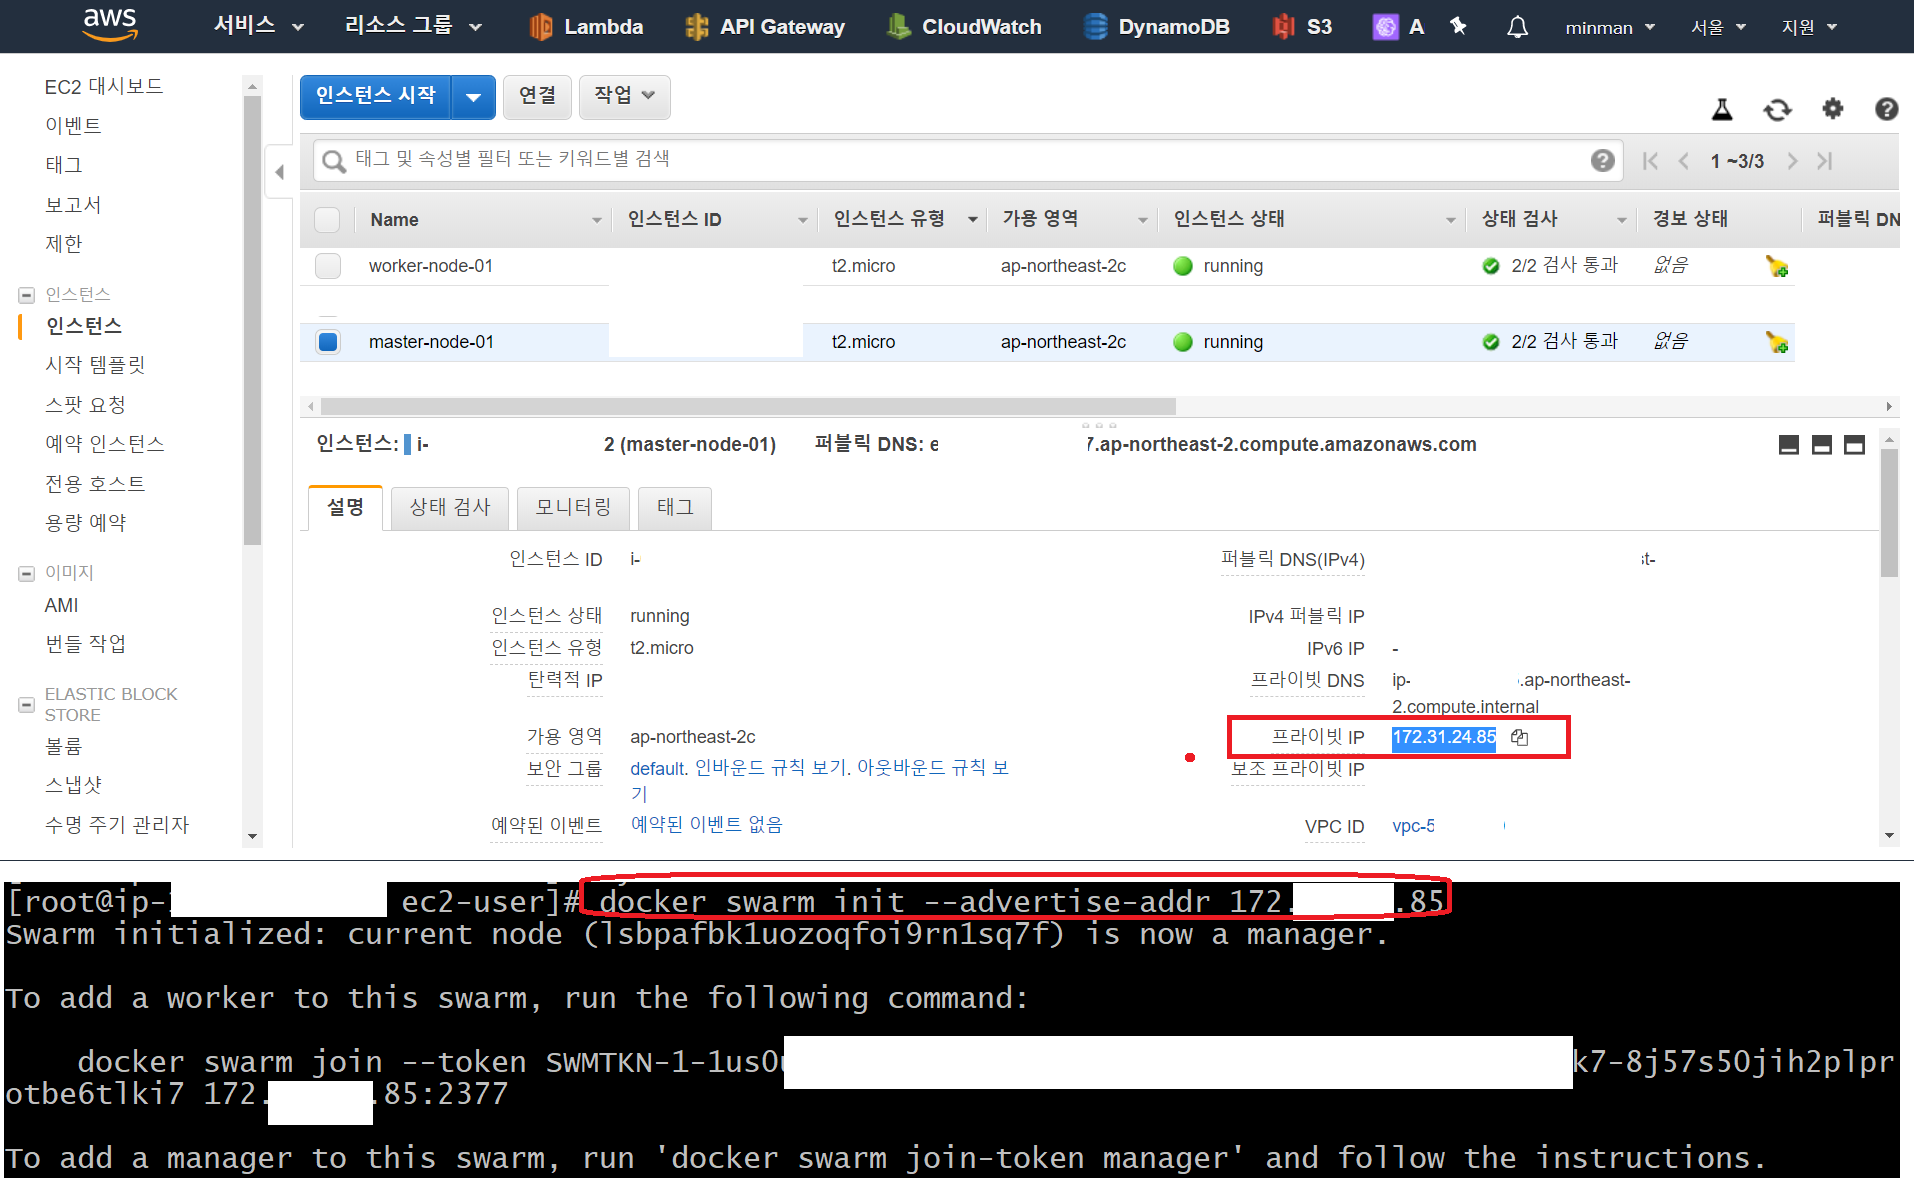 aws 서비스 리소스 그룹 Lambda API Gateway CloudWatch DynamoDB S3 A minman 서울 지원
EC2 대시보드
이벤트
태그
보고서
제한
인스턴스
인스턴스
시작 템플릿
스팟 요청
예약 인스턴스
전용 호스트
용량 예약
이미지
AMI
번들 작업
ELASTIC BLOCK
STORE
볼륨
스냅샷
수명 주기 관리자
인스턴스 시작 연결 작업
태그 및 속성별 필터 또는 키워드별 검색 1 ~3/3
Name 인스턴스 ID 인스턴스 유형 가용 영역 인스턴스 상태 상태 검사 경보 상태 퍼블릭 DN
worker-node-01 t2.micro ap-northeast-2c running 2/2 검사 통과 없음
master-node-01 t2.micro ap-northeast-2c running 2/2 검사 통과 없음
인스턴스: i- 2 (master-node-01) 퍼블릭 DNS: e 7.ap-northeast-2.compute.amazonaws.com
설명 상태 검사 모니터링 태그
인스턴스 ID i-
인스턴스 상태 running
인스턴스 유형 t2.micro
탄력적 IP
가용 영역 ap-northeast-2c
보안 그룹 default. 인바운드 규칙 보기. 아웃바운드 규칙 보
기
예약된 이벤트 예약된 이벤트 없음
퍼블릭 DNS(IPv4) st-
IPv4 퍼블릭 IP
IPv6 IP -
프라이빗 DNS ip- .ap-northeast-
2.compute.internal
프라이빗 IP 172.31.24.85
보조 프라이빗 IP
VPC ID vpc-5
[root@ip- ec2-user]# docker swarm init --advertise-addr 172. .85
Swarm initialized: current node (lsbpafbk1uozoqfoi9rn1sq7f) is now a manager.
To add a worker to this swarm, run the following command:
docker swarm join --token SWMTKN-1-1us0u k7-8j57s50jih2plpr
otbe6tlki7 172. .85:2377
To add a manager to this swarm, run 'docker swarm join-token manager' and follow the instructions.